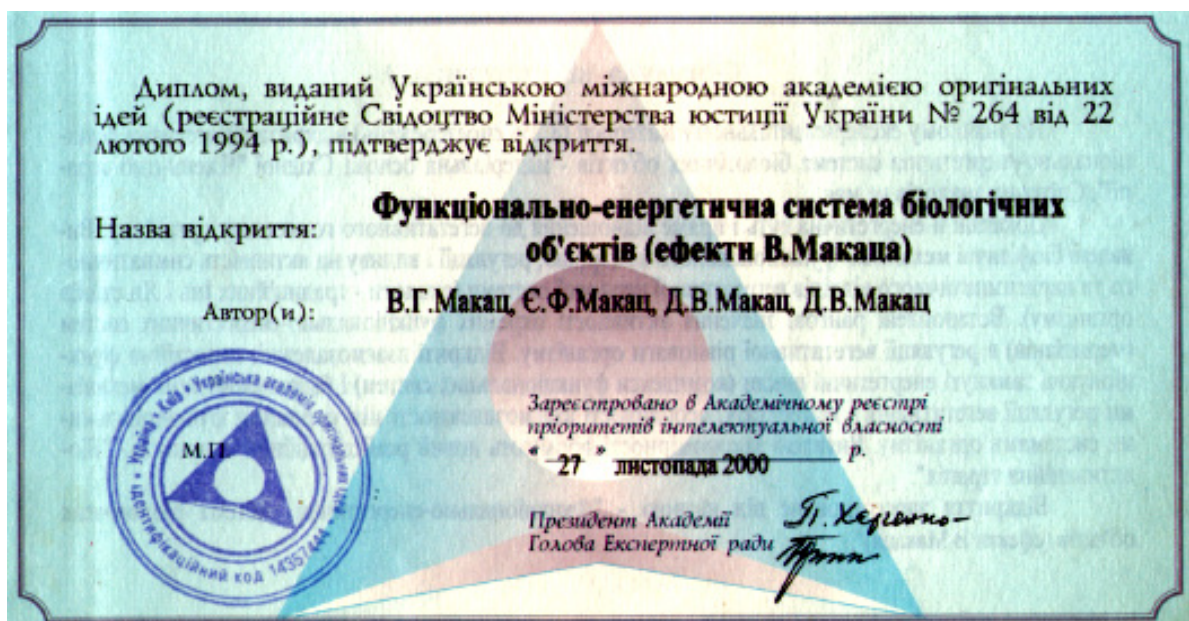 Диплом, виданий Українською міжнародною академією оригінальних
ідей (реєстраційне Свідоцтво Міністерства юстиції України № 264 від 22
лютого 1994 р.), підтверджує відкриття.
Назва відкриття:
Функціонально-енергетична система біологічних
об'єктів (ефекти В.Макаца)
Автор(и):
В.Г.Макац, Є.Ф.Макац, Д.В.Макац, Д.В.Макац
Зареєстровано в Академічному реєстрі
пріоритетів інтелектуальної власності
" 27 " листопада 2000 р.
Президент Академії
Голова Експертної ради
М.П.
Україна • Київ • Українська академія оригінальних ідей •
ідентифікаційний код 14357444